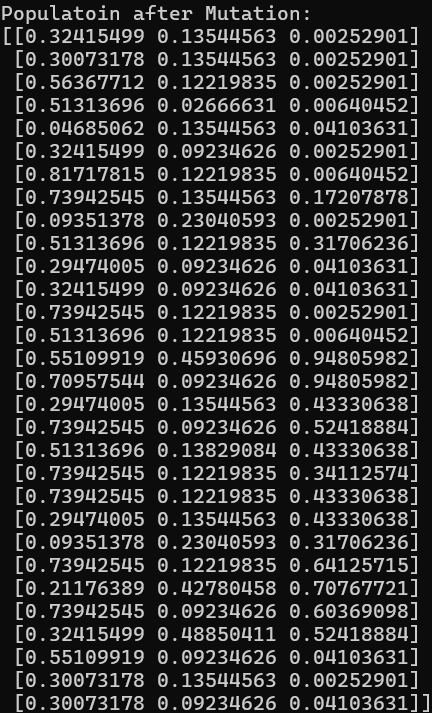 Populatoin after Mutation:
[[0.32415499 0.13544563 0.00252901]
[0.30073178 0.13544563 0.00252901]
[0.56367712 0.12219835 0.00252901]
[0.51313696 0.02666631 0.00640452]
[0.04685062 0.13544563 0.04103631]
[0.32415499 0.09234626 0.00252901]
[0.81717815 0.12219835 0.00640452]
[0.73942545 0.13544563 0.17207878]
[0.09351378 0.23040593 0.00252901]
[0.51313696 0.12219835 0.31706236]
[0.29474005 0.09234626 0.04103631]
[0.32415499 0.09234626 0.04103631]
[0.73942545 0.12219835 0.00252901]
[0.51313696 0.12219835 0.00640452]
[0.55109919 0.45930696 0.94805982]
[0.70957544 0.09234626 0.94805982]
[0.29474005 0.13544563 0.43330638]
[0.73942545 0.09234626 0.52418884]
[0.51313696 0.13829084 0.43330638]
[0.73942545 0.12219835 0.34112574]
[0.73942545 0.12219835 0.43330638]
[0.29474005 0.13544563 0.43330638]
[0.09351378 0.23040593 0.31706236]
[0.73942545 0.12219835 0.64125715]
[0.21176389 0.42780458 0.70767721]
[0.73942545 0.09234626 0.60369098]
[0.32415499 0.48850411 0.52418884]
[0.55109919 0.09234626 0.04103631]
[0.30073178 0.13544563 0.00252901]
[0.30073178 0.09234626 0.04103631]]